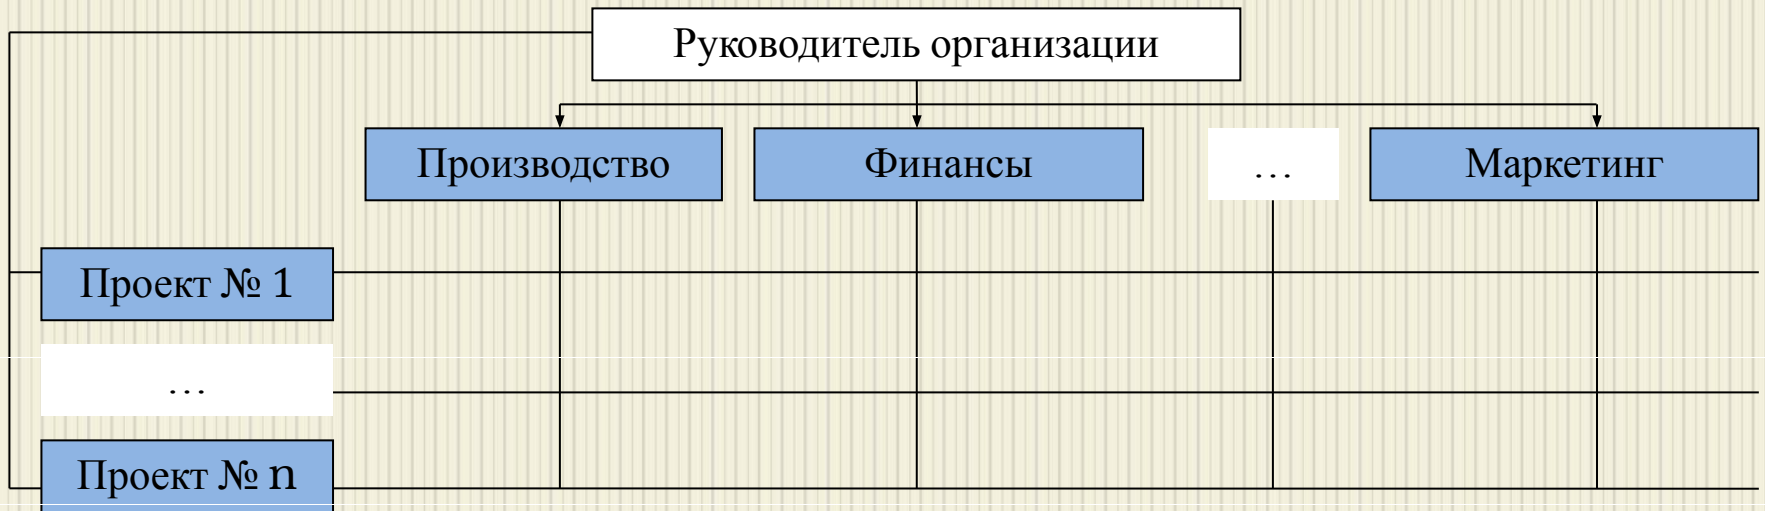 Руководитель организации
Производство
Финансы
…
Маркетинг
Проект № 1
…
Проект № n